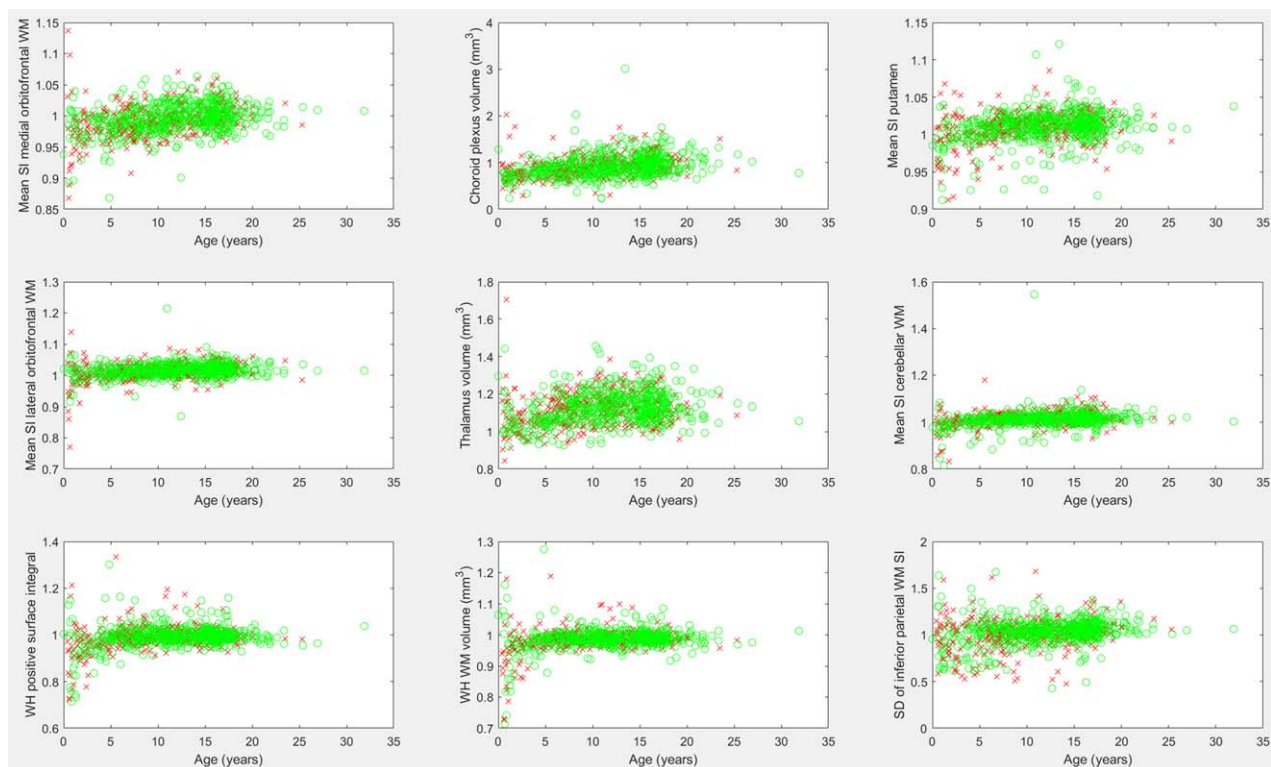 Mean SI medial orbitofrontal WM
1.15
1.1
1.05
1
0.95
0.9
0.85
0 5 10 15 20 25 30 35
Age (years)
Choroid plexus volume (mm³)
4
3
2
1
0
0 5 10 15 20 25 30 35
Age (years)
Mean SI putamen
1.15
1.1
1.05
1
0.95
0.9
0 5 10 15 20 25 30 35
Age (years)
Mean SI lateral orbitofrontal WM
1.3
1.2
1.1
1
0.9
0.8
0.7
0 5 10 15 20 25 30 35
Age (years)
Thalamus volume (mm³)
1.8
1.6
1.4
1.2
1
0.8
0 5 10 15 20 25 30 35
Age (years)
Mean SI cerebellar WM
1.6
1.4
1.2
1
0.8
0 5 10 15 20 25 30 35
Age (years)
WH positive surface integral
1.4
1.2
1
0.8
0.6
0 5 10 15 20 25 30 35
Age (years)
WH WM volume (mm³)
1.3
1.2
1.1
1
0.9
0.8
0.7
0 5 10 15 20 25 30 35
Age (years)
SD of inferior parietal WM SI
2
1.5
1
0.5
0
0 5 10 15 20 25 30 35
Age (years)